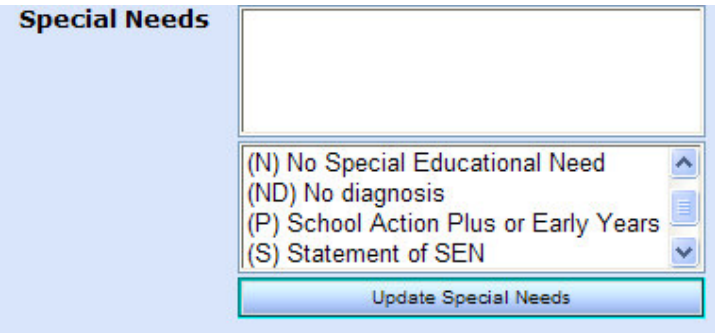 Special Needs
(N) No Special Educational Need
(ND) No diagnosis
(P) School Action Plus or Early Years
(S) Statement of SEN
Update Special Needs